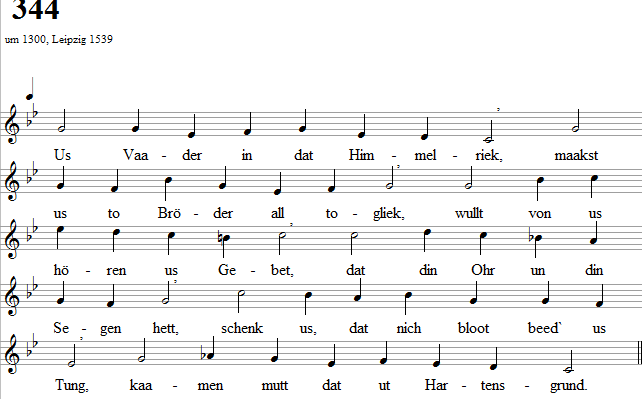 344
um 1300, Leipzig 1539
Us Vaa - der in dat Him - mel - riek, maakst
us to Brö - der all to - gliek, wullt von us
hö - ren us Ge - bet, dat din Ohr un din
Se - gen hett, schenk us, dat nich bloot beed` us
Tung, kaa - men mutt dat ut Har - tens - grund.